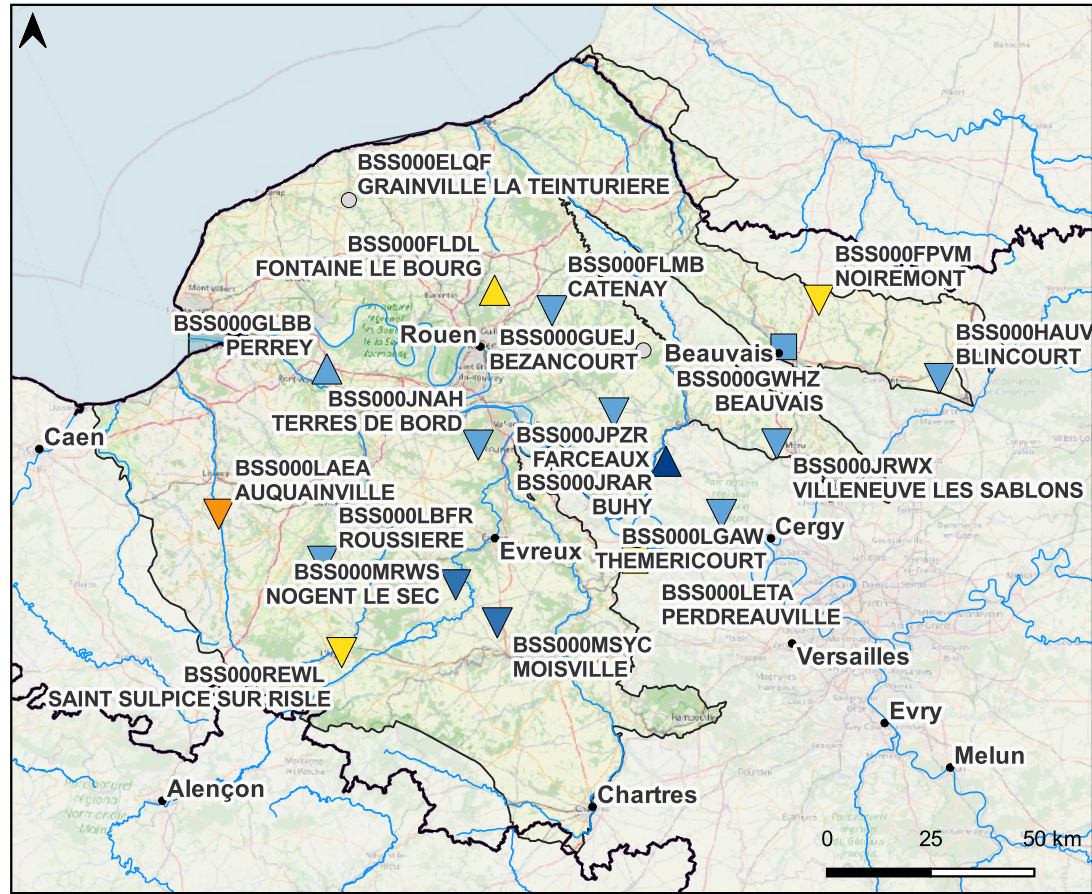 BSS000ELQF
GRAINVILLE LA TEINTURIERE
BSS000FLDL
FONTAINE LE BOURG
BSS000FLMB
CATENAY
BSS000FPVM
NOIREMONT
BSS000GLBB
PERREY
Rouen
BSS000GUEJ
BEZANCOURT
Beauvais
BSS000HAUV
BLINCOURT
BSS000GWHZ
BEAUVAIS
BSS000JNAH
TERRES DE BORD
Caen
BSS000JPZR
FARCEAUX
BSS000JRAR
BUHY
BSS000JRWX
VILLENEUVE LES SABLONS
BSS000LAEA
AUQUAINVILLE
BSS000LBFR
ROUSSIERE
Evreux
BSS000LGAW
THEMERICOURT
Cergy
BSS000MRWS
NOGENT LE SEC
BSS000LETA
PERDREAUVILLE
BSS000MSYC
MOISVILLE
Versailles
BSS000REWL
SAINT SULPICE SUR RISLE
Evry
Melun
Alençon
Chartres
0 25 50 km